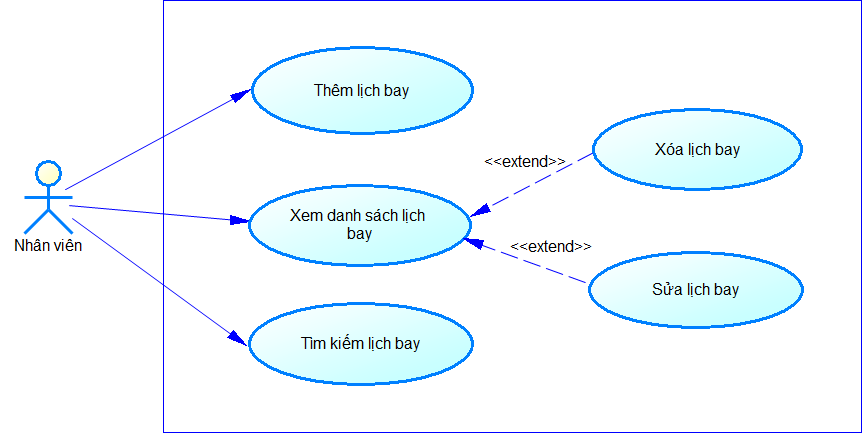 Thêm lịch bay
Xóa lịch bay
<<extend>>
Xem danh sách lịch
bay
Nhân viên
<<extend>>
Sửa lịch bay
Tìm kiếm lịch bay